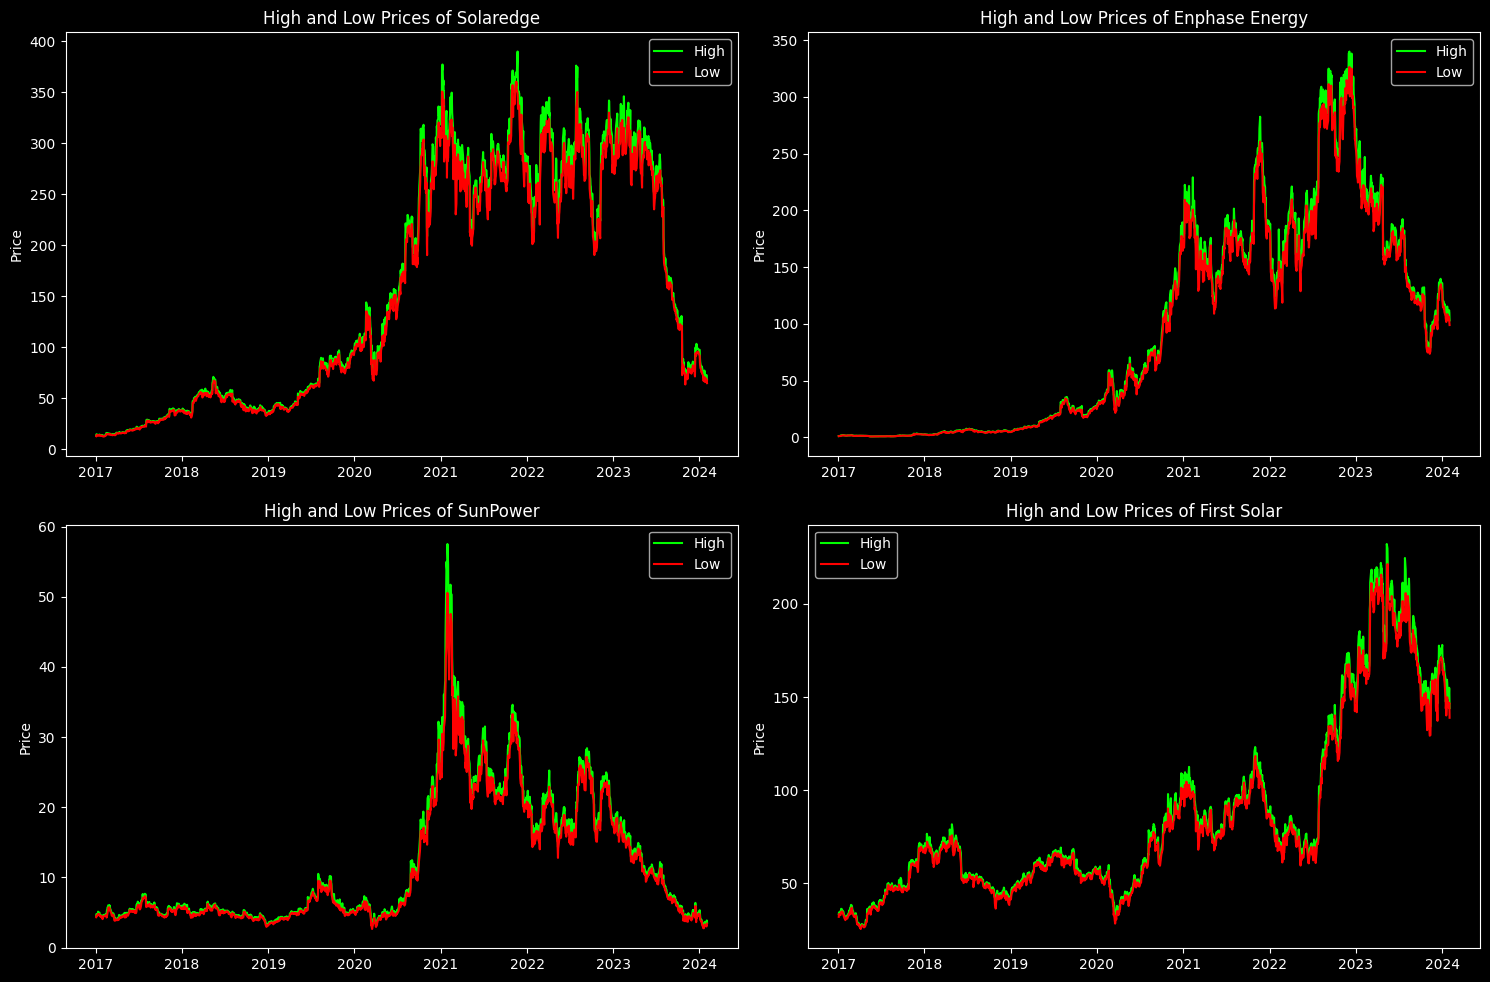 High and Low Prices of Solaredge
High
Low
Price
400
350
300
250
200
150
100
50
0
2017 2018 2019 2020 2021 2022 2023 2024
High and Low Prices of Enphase Energy
High
Low
Price
350
300
250
200
150
100
50
0
2017 2018 2019 2020 2021 2022 2023 2024
High and Low Prices of SunPower
High
Low
Price
60
50
40
30
20
10
0
2017 2018 2019 2020 2021 2022 2023 2024
High and Low Prices of First Solar
High
Low
Price
200
150
100
50
2017 2018 2019 2020 2021 2022 2023 2024